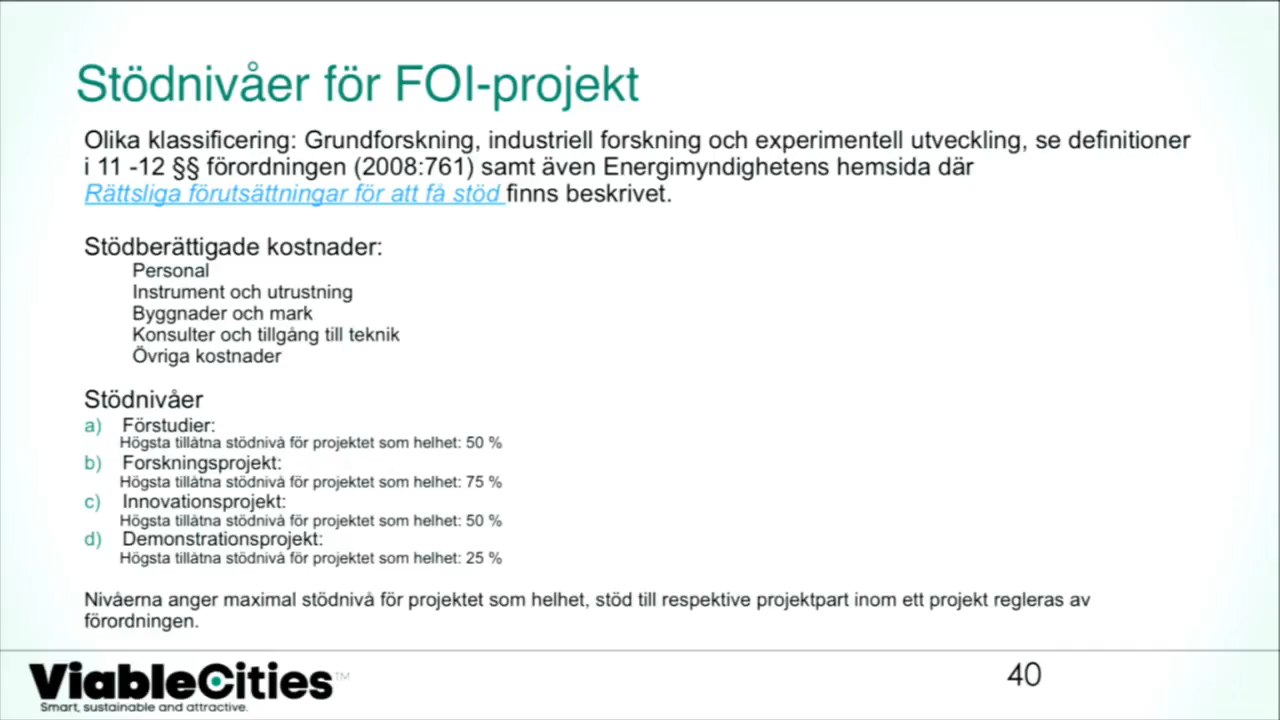 Stödnivåer för FOI-projekt
Olika klassificering: Grundforskning, industriell forskning och experimentell utveckling, se definitioner
i 11 -12 §§ förordningen (2008:761) samt även Energimyndighetens hemsida där
Rättsliga förutsättningar för att få stöd finns beskrivet.
Stödberättigade kostnader:
Personal
Instrument och utrustning
Byggnader och mark
Konsulter och tillgång till teknik
Övriga kostnader
Stödnivåer
a) Förstudier:
Högsta tillåtna stödnivå för projektet som helhet: 50 %
b) Forskningsprojekt:
Högsta tillåtna stödnivå för projektet som helhet: 75 %
c) Innovationsprojekt:
Högsta tillåtna stödnivå för projektet som helhet: 50 %
d) Demonstrationsprojekt:
Högsta tillåtna stödnivå för projektet som helhet: 25 %
Nivåerna anger maximal stödnivå för projektet som helhet, stöd till respektive projektpart inom ett projekt regleras av
förordningen.
ViableCities™
Smart, sustainable and attractive.
40